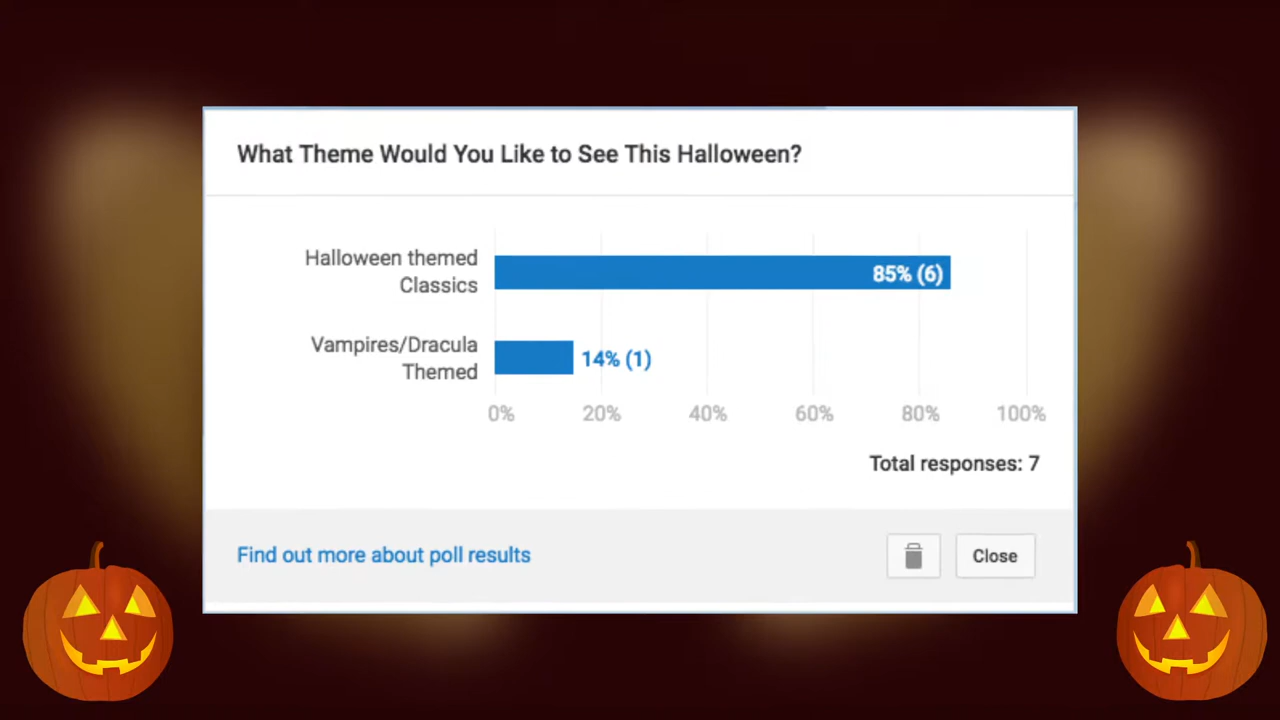 What Theme Would You Like to See This Halloween?
Halloween themed
Classics
85% (6)
Vampires/Dracula
Themed
14% (1)
0% 20% 40% 60% 80% 100%
Total responses: 7
Find out more about poll results
Close